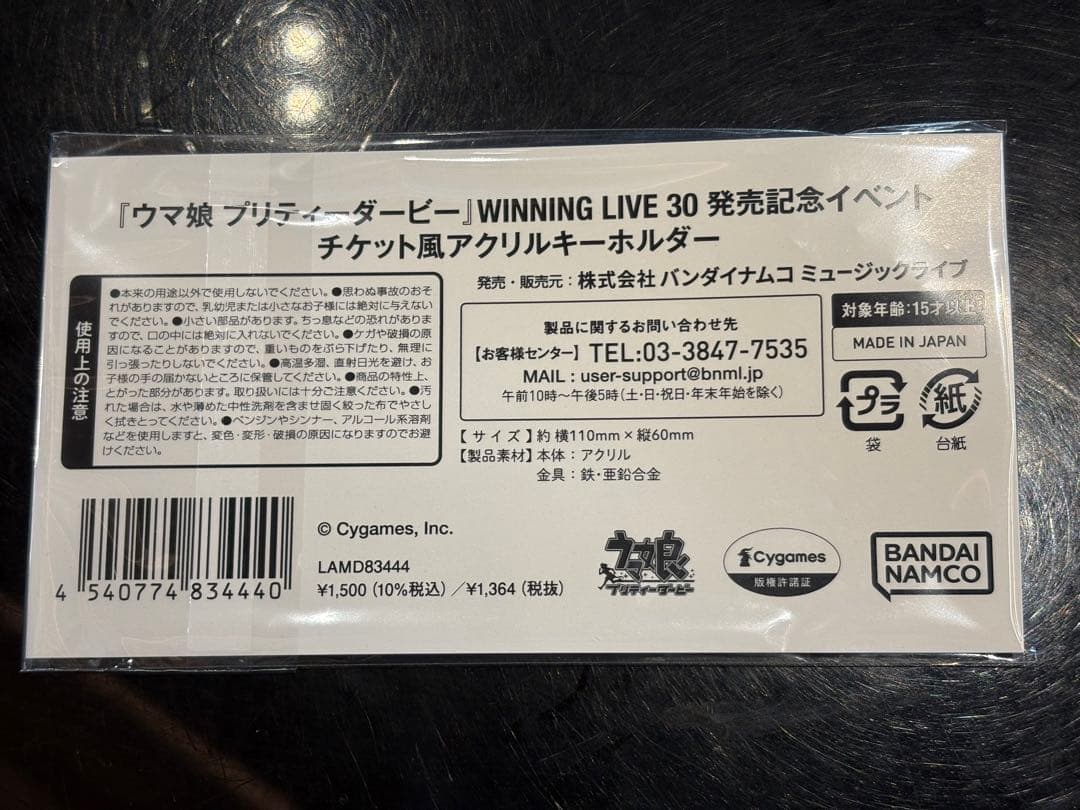 『ウマ娘 プリティーダービー』WINNING LIVE 30 発売記念イベント
チケット風アクリルキーホルダー
発売・販売元：株式会社 バンダイナムコ ミュージックライブ
使用上の注意
●本来の用途以外で使用しないでください。●思わぬ事故のおそ
れがありますので、乳幼児または小さなお子様には絶対に与えない
でください。●小さい部品があります。ちっ息などの恐れがありま
すので、口の中には絶対に入れないでください。●ケガや破損の原
因になることがありますので、重いものをぶら下げたり、無理に
引っ張ったりしないでください。●高温多湿、直射日光を避け、お
子様の手の届かないところに保管してください。●商品の特性上、
とがった部分があります。取り扱いには十分ご注意ください。●汚
れた場合は、水や薄めた中性洗剤を含ませ固く絞った布でやさし
く拭きとってください。●ベンジンやシンナー、アルコール系溶剤
などを使用しますと、変色・変形・破損の原因になりますのでお避
けください。
製品に関するお問い合わせ先
【お客様センター】 TEL:03-3847-7535
MAIL：user-support@bnml.jp
午前10時〜午後5時（土・日・祝日・年末年始を除く）
対象年齢：15才以上
MADE IN JAPAN
プラ
袋
紙
台紙
【サイズ】約 横110mm×縦60mm
【製品素材】本体：アクリル
金具：鉄・亜鉛合金
4 540774 834440
© Cygames, Inc.
LAMD83444
¥1,500（10%税込）／¥1,364（税抜）
ウマ娘
プリティーダービー
Cygames
版権許諾証
BANDAI
NAMCO